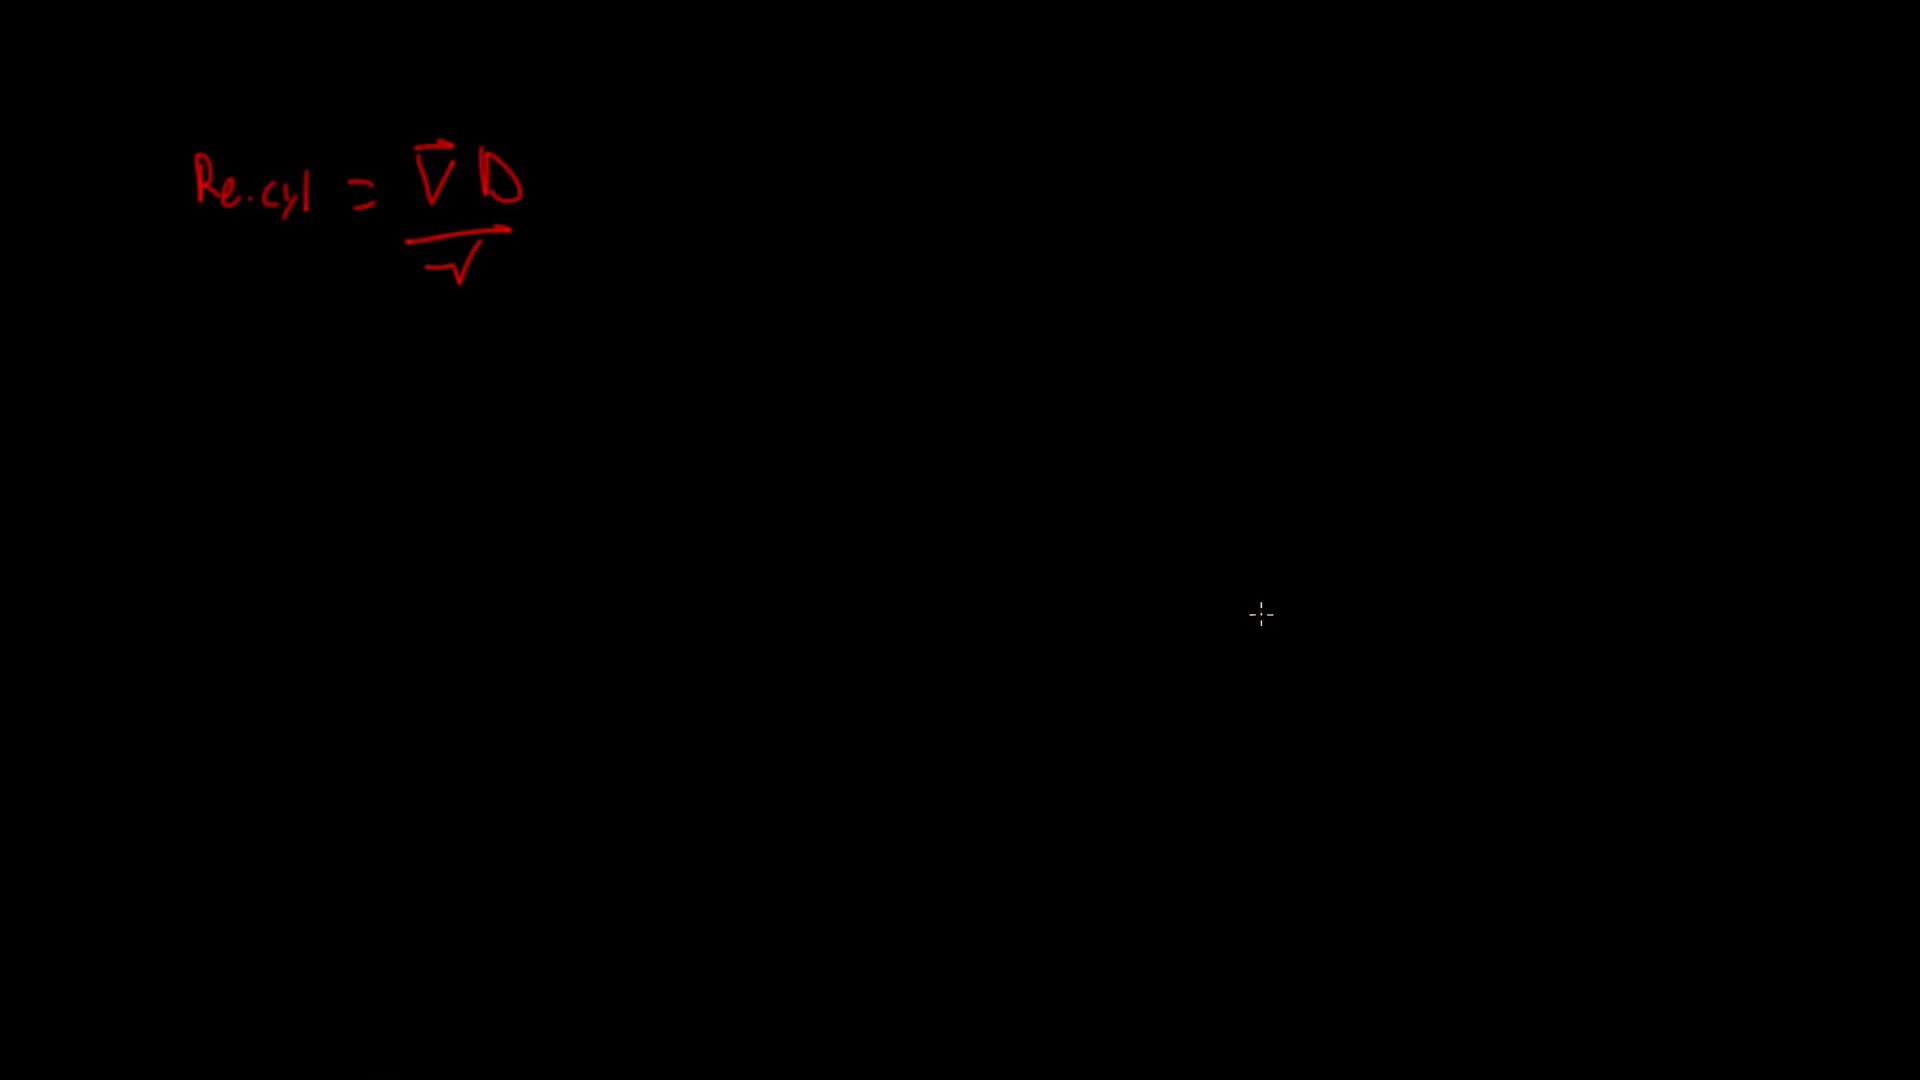 Re.cyl = V̄ D
ν